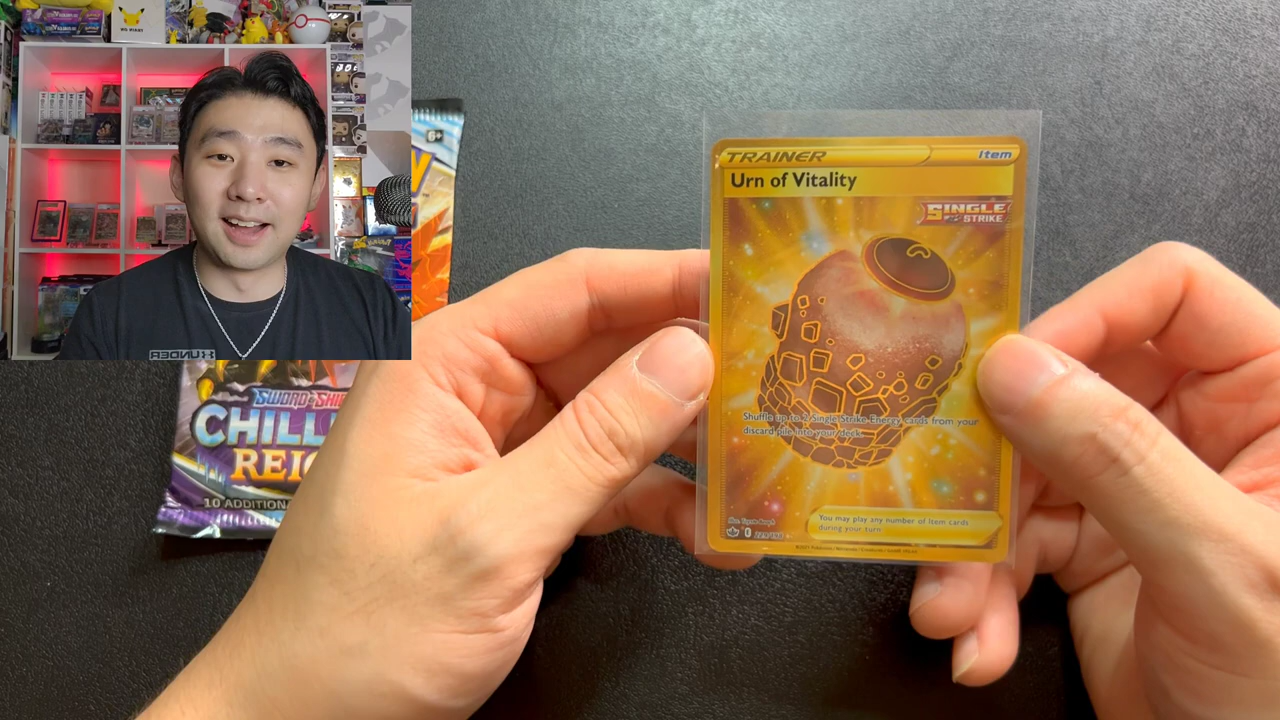 6+
TRAINER
Item
Urn of Vitality
SINGLE
STRIKE
Shuffle up to 2 Single Strike Energy cards from your
discard pile into your deck.
You may play any number of Item cards
during your turn.
UNDER
SWORD & SHI
CHILL
REIG
10 ADDITIONA